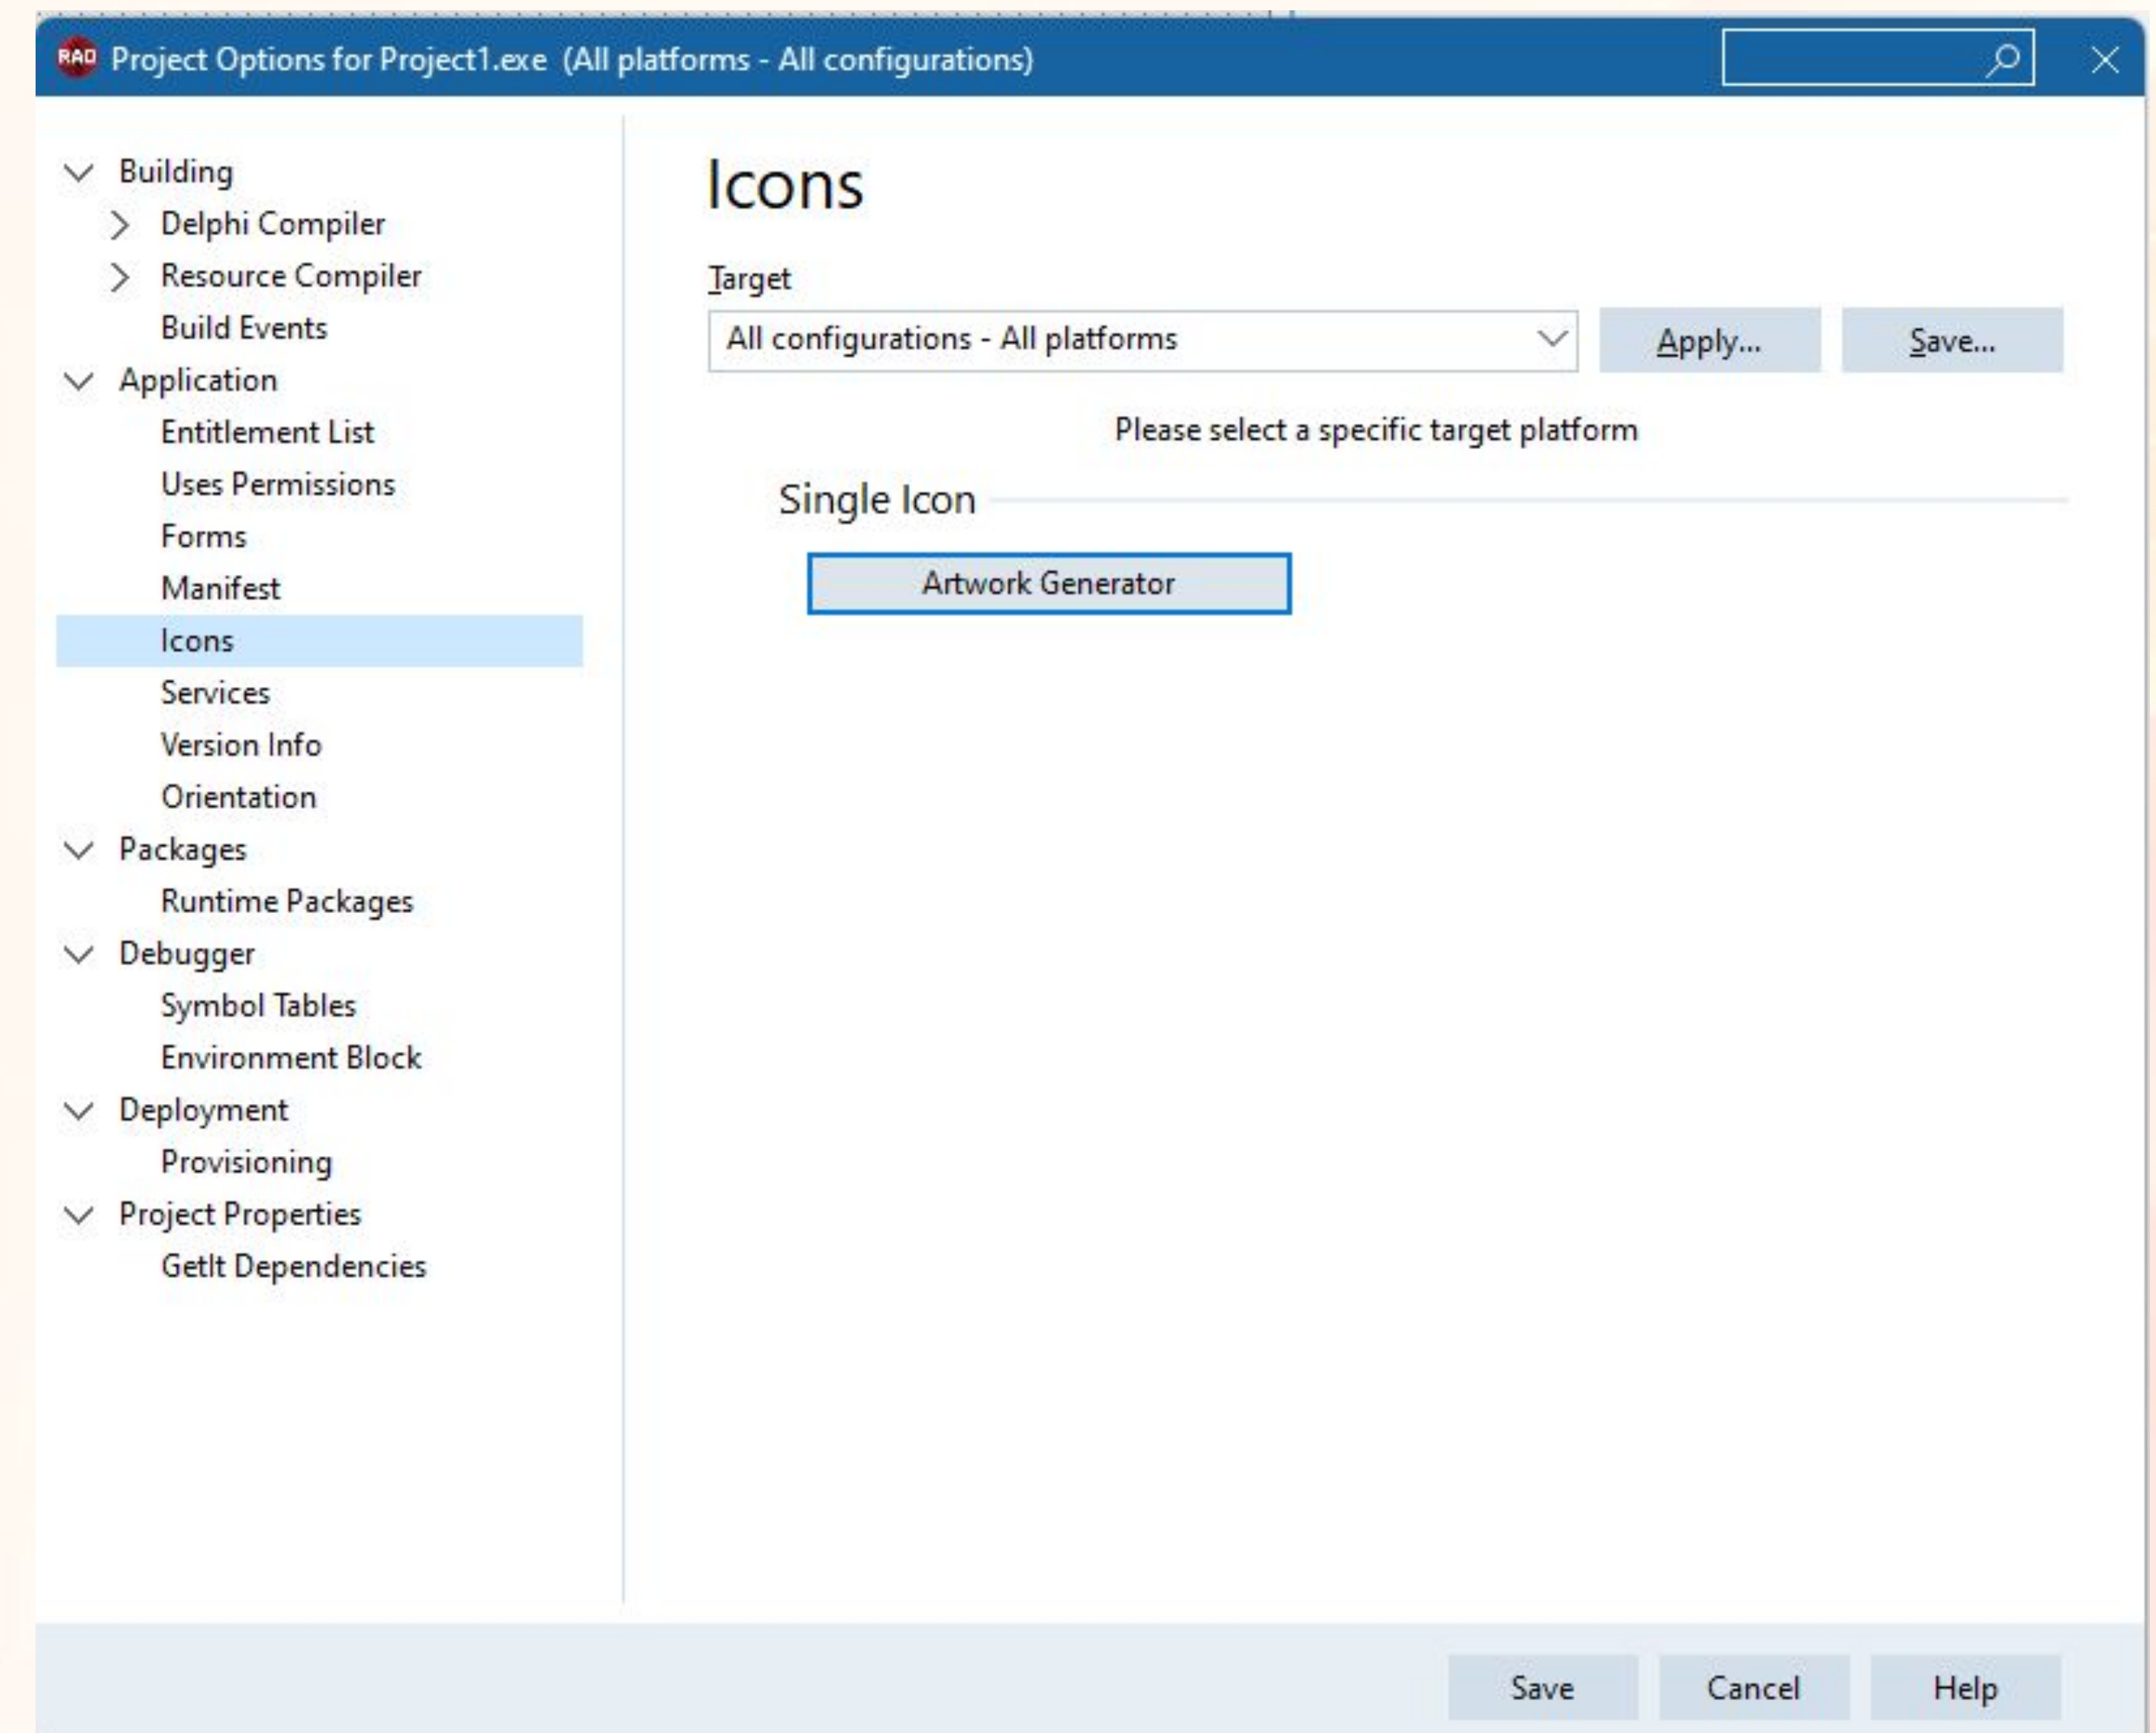 RAD Project Options for Project1.exe (All platforms - All configurations)
Building
Delphi Compiler
Resource Compiler
Build Events
Application
Entitlement List
Uses Permissions
Forms
Manifest
Icons
Services
Version Info
Orientation
Packages
Runtime Packages
Debugger
Symbol Tables
Environment Block
Deployment
Provisioning
Project Properties
GetIt Dependencies
Icons
Target
All configurations - All platforms
Apply...
Save...
Please select a specific target platform
Single Icon
Artwork Generator
Save
Cancel
Help